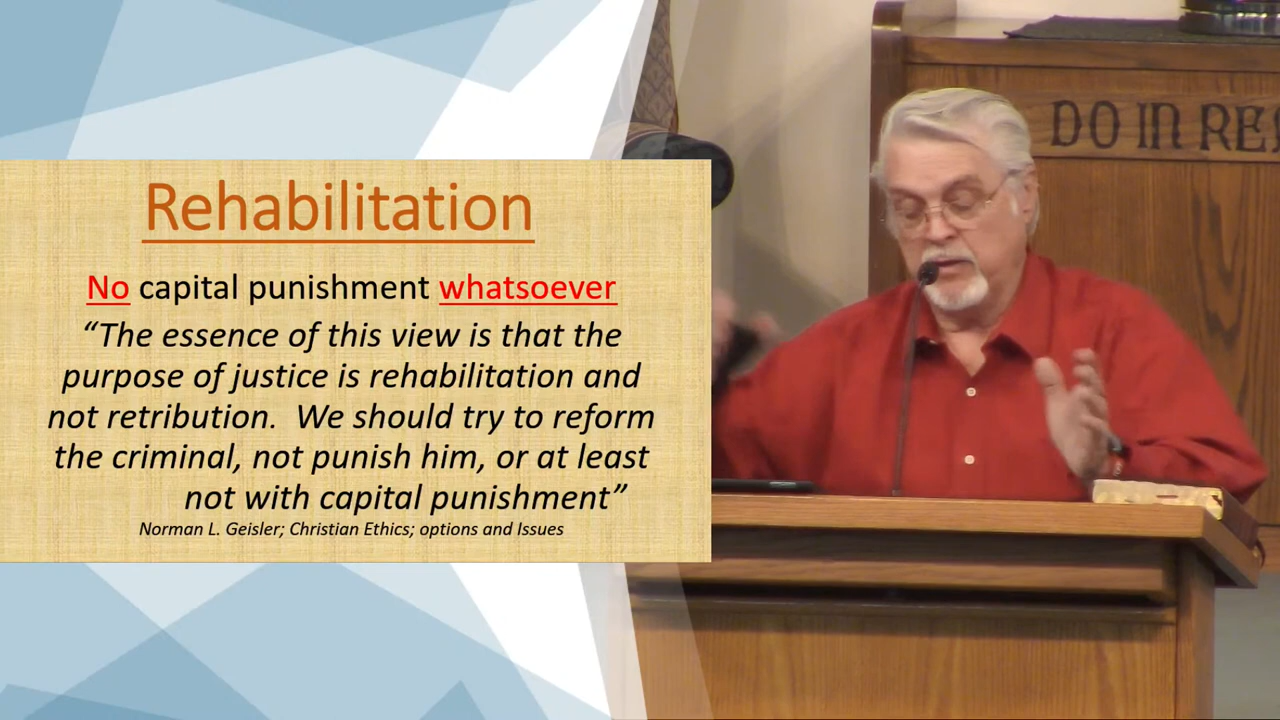 Rehabilitation
No capital punishment whatsoever
“The essence of this view is that the
purpose of justice is rehabilitation and
not retribution.  We should try to reform
the criminal, not punish him, or at least
not with capital punishment”
Norman L. Geisler; Christian Ethics; options and Issues
DO IN RE